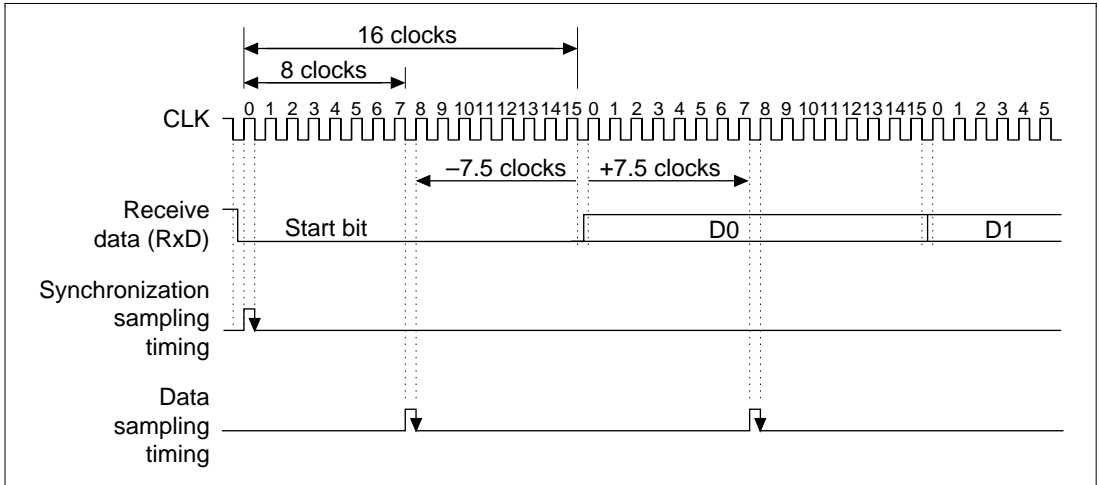 16 clocks
8 clocks
CLK
0 1 2 3 4 5 6 7 8 9 10 11 12 13 14 15 0 1 2 3 4 5 6 7 8 9 10 11 12 13 14 15 0 1 2 3 4 5
–7.5 clocks +7.5 clocks
Receive
data (RxD)
Start bit D0 D1
Synchronization
sampling
timing
Data
sampling
timing